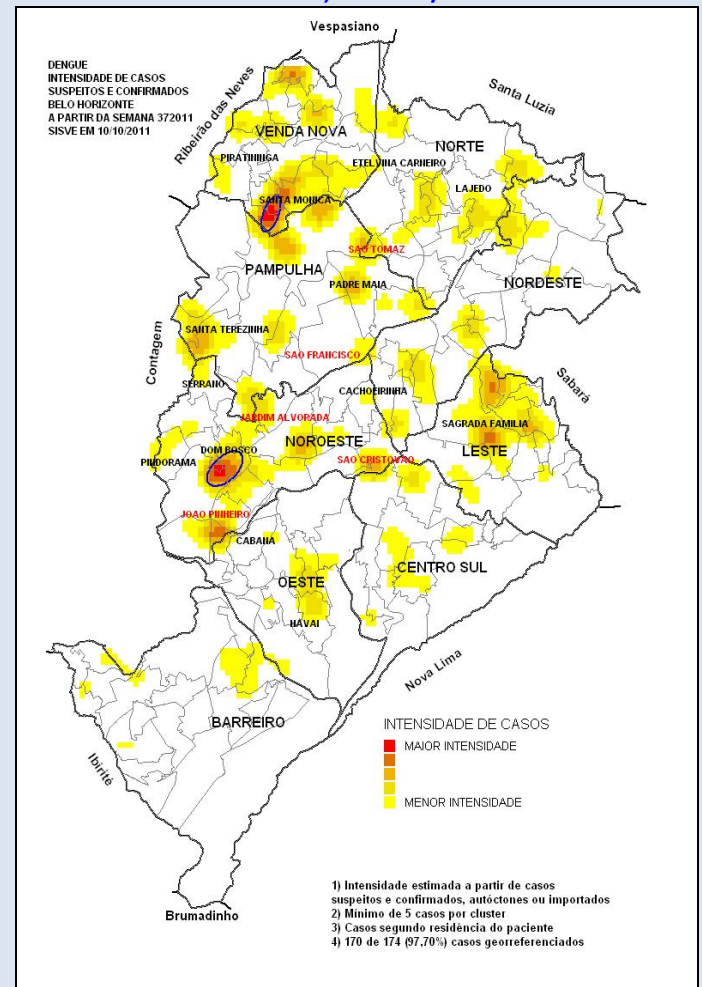 Vespasiano
DENGUE
INTENSIDADE DE CASOS
SUSPEITOS E CONFIRMADOS
BELO HORIZONTE
A PARTIR DA SEMANA 372011
SISVE EM 10/10/2011
Ribeirão das Neves
Santa Luzia
VENDA NOVA
NORTE
PIRATININGA
ETELVINA CARNEIRO
LAJEDO
SANTA MONICA
SAO TOMAZ
PAMPULHA
PADRE MAIA
NORDESTE
Contagem
SANTA TEREZINHA
SAO FRANCISCO
SERRANO
CACHOEIRINHA
Sabará
JARDIM ALVORADA
SAGRADA FAMILIA
NOROESTE
DOM BOSCO
LESTE
PINDORAMA
SAO CRISTOVAO
JOAO PINHEIRO
CABANA
CENTRO SUL
OESTE
HAVAI
Nova Lima
BARREIRO
Ibirité
INTENSIDADE DE CASOS
MAIOR INTENSIDADE
MENOR INTENSIDADE
Brumadinho
1) Intensidade estimada a partir de casos
suspeitos e confirmados, autóctones ou importados
2) Mínimo de 5 casos por cluster
3) Casos segundo residência do paciente
4) 170 de 174 (97,70%) casos georreferenciados